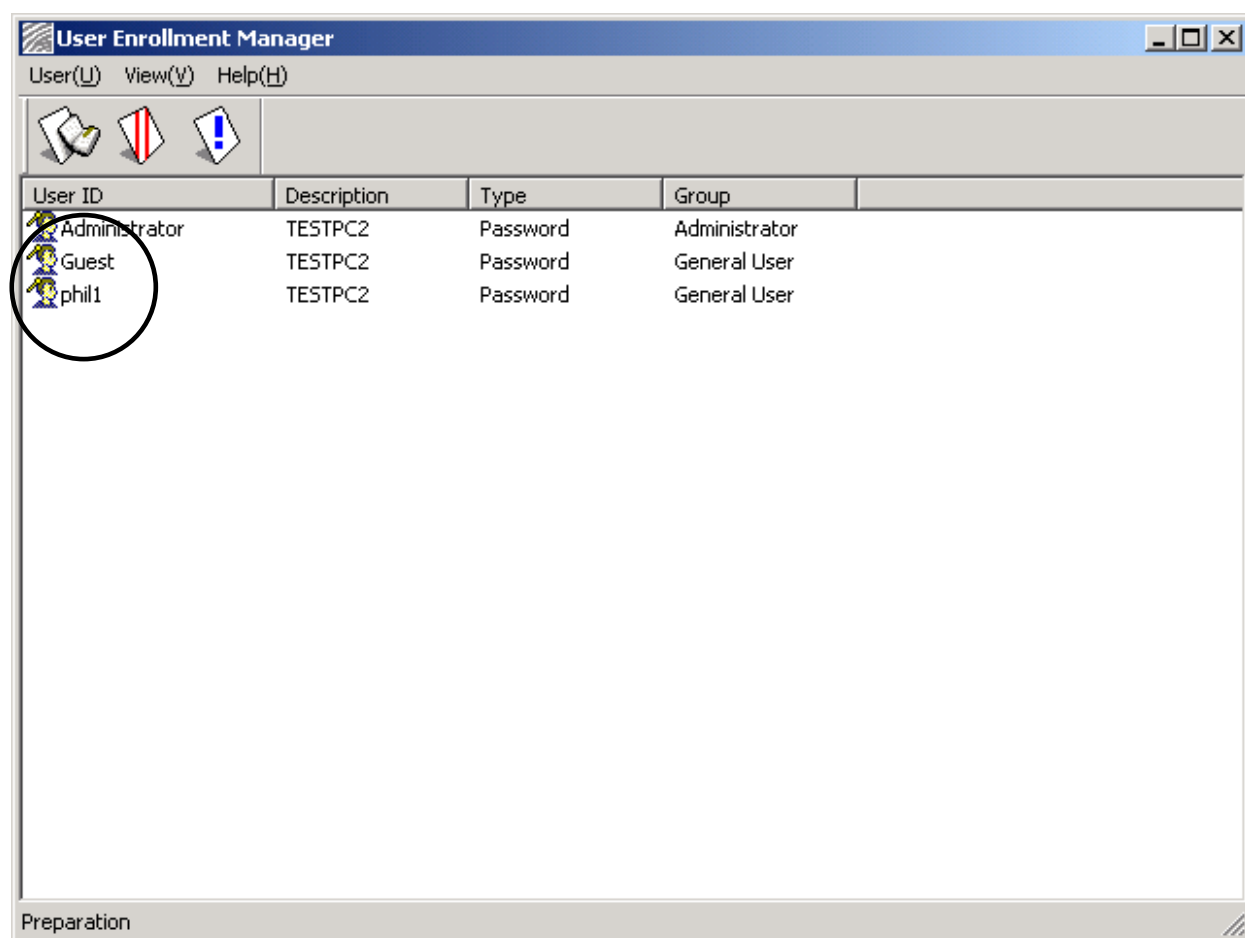 User Enrollment Manager
User(U) View(V) Help(H)
User ID Description Type Group
Administrator TESTPC2 Password Administrator
Guest TESTPC2 Password General User
phil1 TESTPC2 Password General User
Preparation